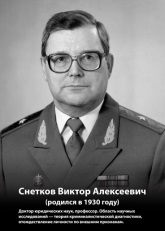 Снетков Виктор Алексеевич
(родился в 1930 году)
Доктор юридических наук, профессор. Область научных
исследований — теория криминалистической диагностики,
отождествление личности по внешним признакам.